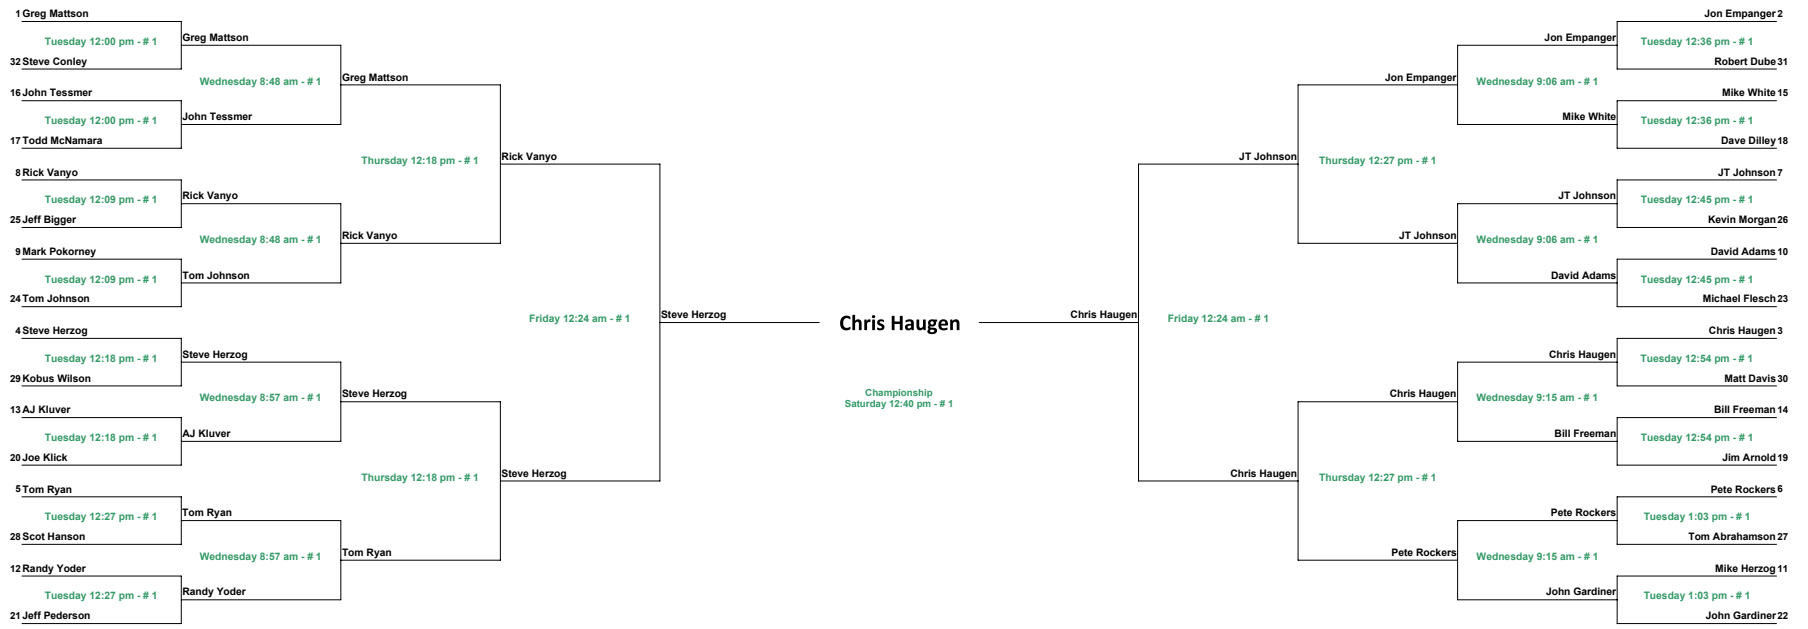 1 Greg Mattson
Tuesday 12:00 pm - # 1
32 Steve Conley
16 John Tessmer
Tuesday 12:00 pm - # 1
17 Todd McNamara
8 Rick Vanyo
Tuesday 12:09 pm - # 1
25 Jeff Bigger
9 Mark Pokorney
Tuesday 12:09 pm - # 1
24 Tom Johnson
4 Steve Herzog
Tuesday 12:18 pm - # 1
29 Kobus Wilson
13 AJ Kluver
Tuesday 12:18 pm - # 1
20 Joe Klick
5 Tom Ryan
Tuesday 12:27 pm - # 1
28 Scot Hanson
12 Randy Yoder
Tuesday 12:27 pm - # 1
21 Jeff Pederson
Greg Mattson
Wednesday 8:48 am - # 1
John Tessmer
Rick Vanyo
Wednesday 8:48 am - # 1
Tom Johnson
Steve Herzog
Wednesday 8:57 am - # 1
AJ Kluver
Tom Ryan
Wednesday 8:57 am - # 1
Randy Yoder
Greg Mattson
Thursday 12:18 pm - # 1
Rick Vanyo
Steve Herzog
Thursday 12:18 pm - # 1
Tom Ryan
Rick Vanyo
Friday 12:24 am - # 1
Steve Herzog
Steve Herzog
Chris Haugen
Championship
Saturday 12:40 pm - # 1
Chris Haugen
JT Johnson
Friday 12:24 am - # 1
Chris Haugen
Jon Empanger
Thursday 12:27 pm - # 1
JT Johnson
Chris Haugen
Thursday 12:27 pm - # 1
Pete Rockers
Jon Empanger
Wednesday 9:06 am - # 1
Mike White
JT Johnson
Wednesday 9:06 am - # 1
David Adams
Chris Haugen
Wednesday 9:15 am - # 1
Bill Freeman
Pete Rockers
Wednesday 9:15 am - # 1
John Gardiner
Jon Empanger 2
Tuesday 12:36 pm - # 1
Robert Dube 31
Mike White 15
Tuesday 12:36 pm - # 1
Dave Dilley 18
JT Johnson 7
Tuesday 12:45 pm - # 1
Kevin Morgan 26
David Adams 10
Tuesday 12:45 pm - # 1
Michael Flesch 23
Chris Haugen 3
Tuesday 12:54 pm - # 1
Matt Davis 30
Bill Freeman 14
Tuesday 12:54 pm - # 1
Jim Arnold 19
Pete Rockers 6
Tuesday 1:03 pm - # 1
Tom Abrahamson 27
Mike Herzog 11
Tuesday 1:03 pm - # 1
John Gardiner 22